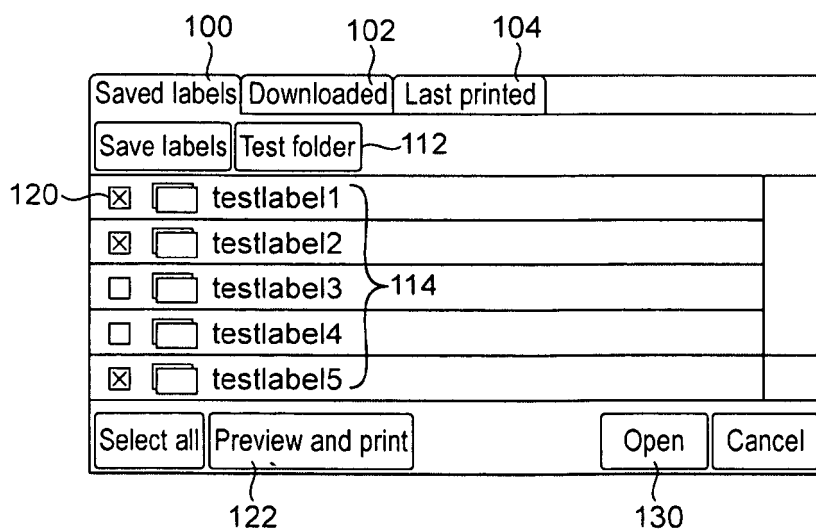 100 102 104
Saved labels Downloaded Last printed
Save labels Test folder 112
120 testlabel1
testlabel2
testlabel3 114
testlabel4
testlabel5
Select all Preview and print Open Cancel
122 130